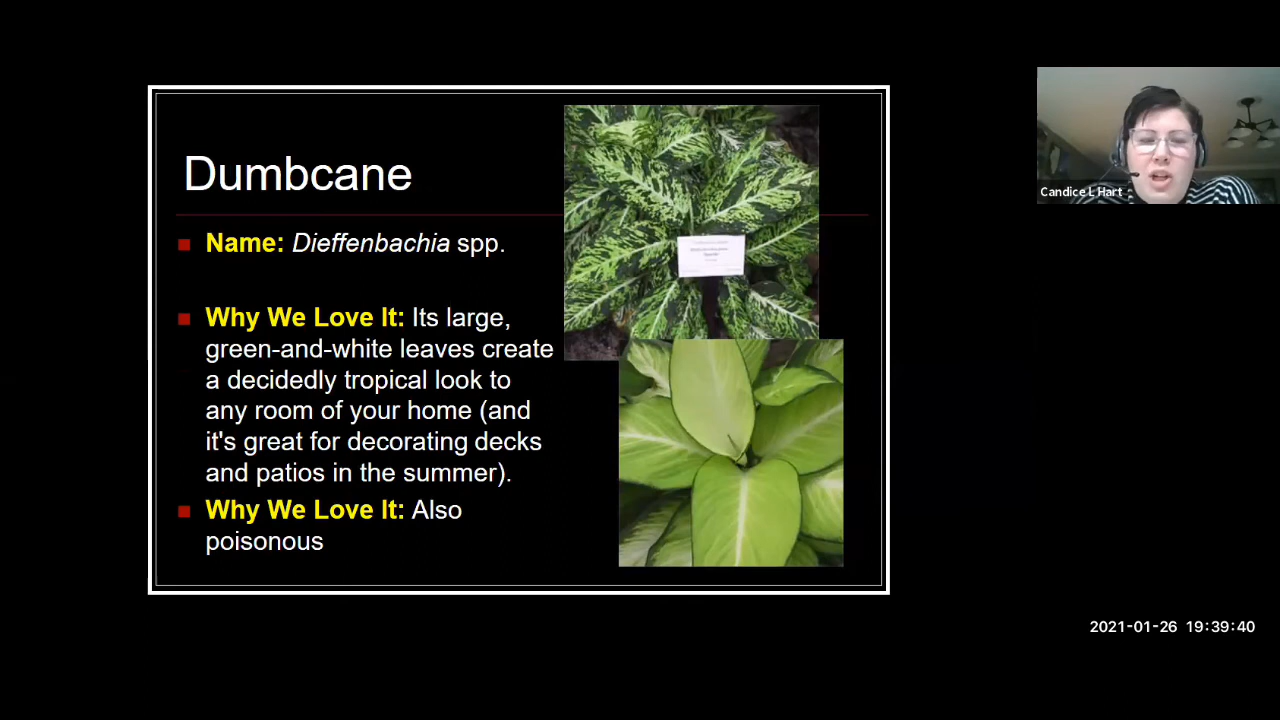 Dumbcane
Name: Dieffenbachia spp.
Why We Love It: Its large,
green-and-white leaves create
a decidedly tropical look to
any room of your home (and
it's great for decorating decks
and patios in the summer).
Why We Love It: Also
poisonous
Candice L Hart
2021-01-26 19:39:40